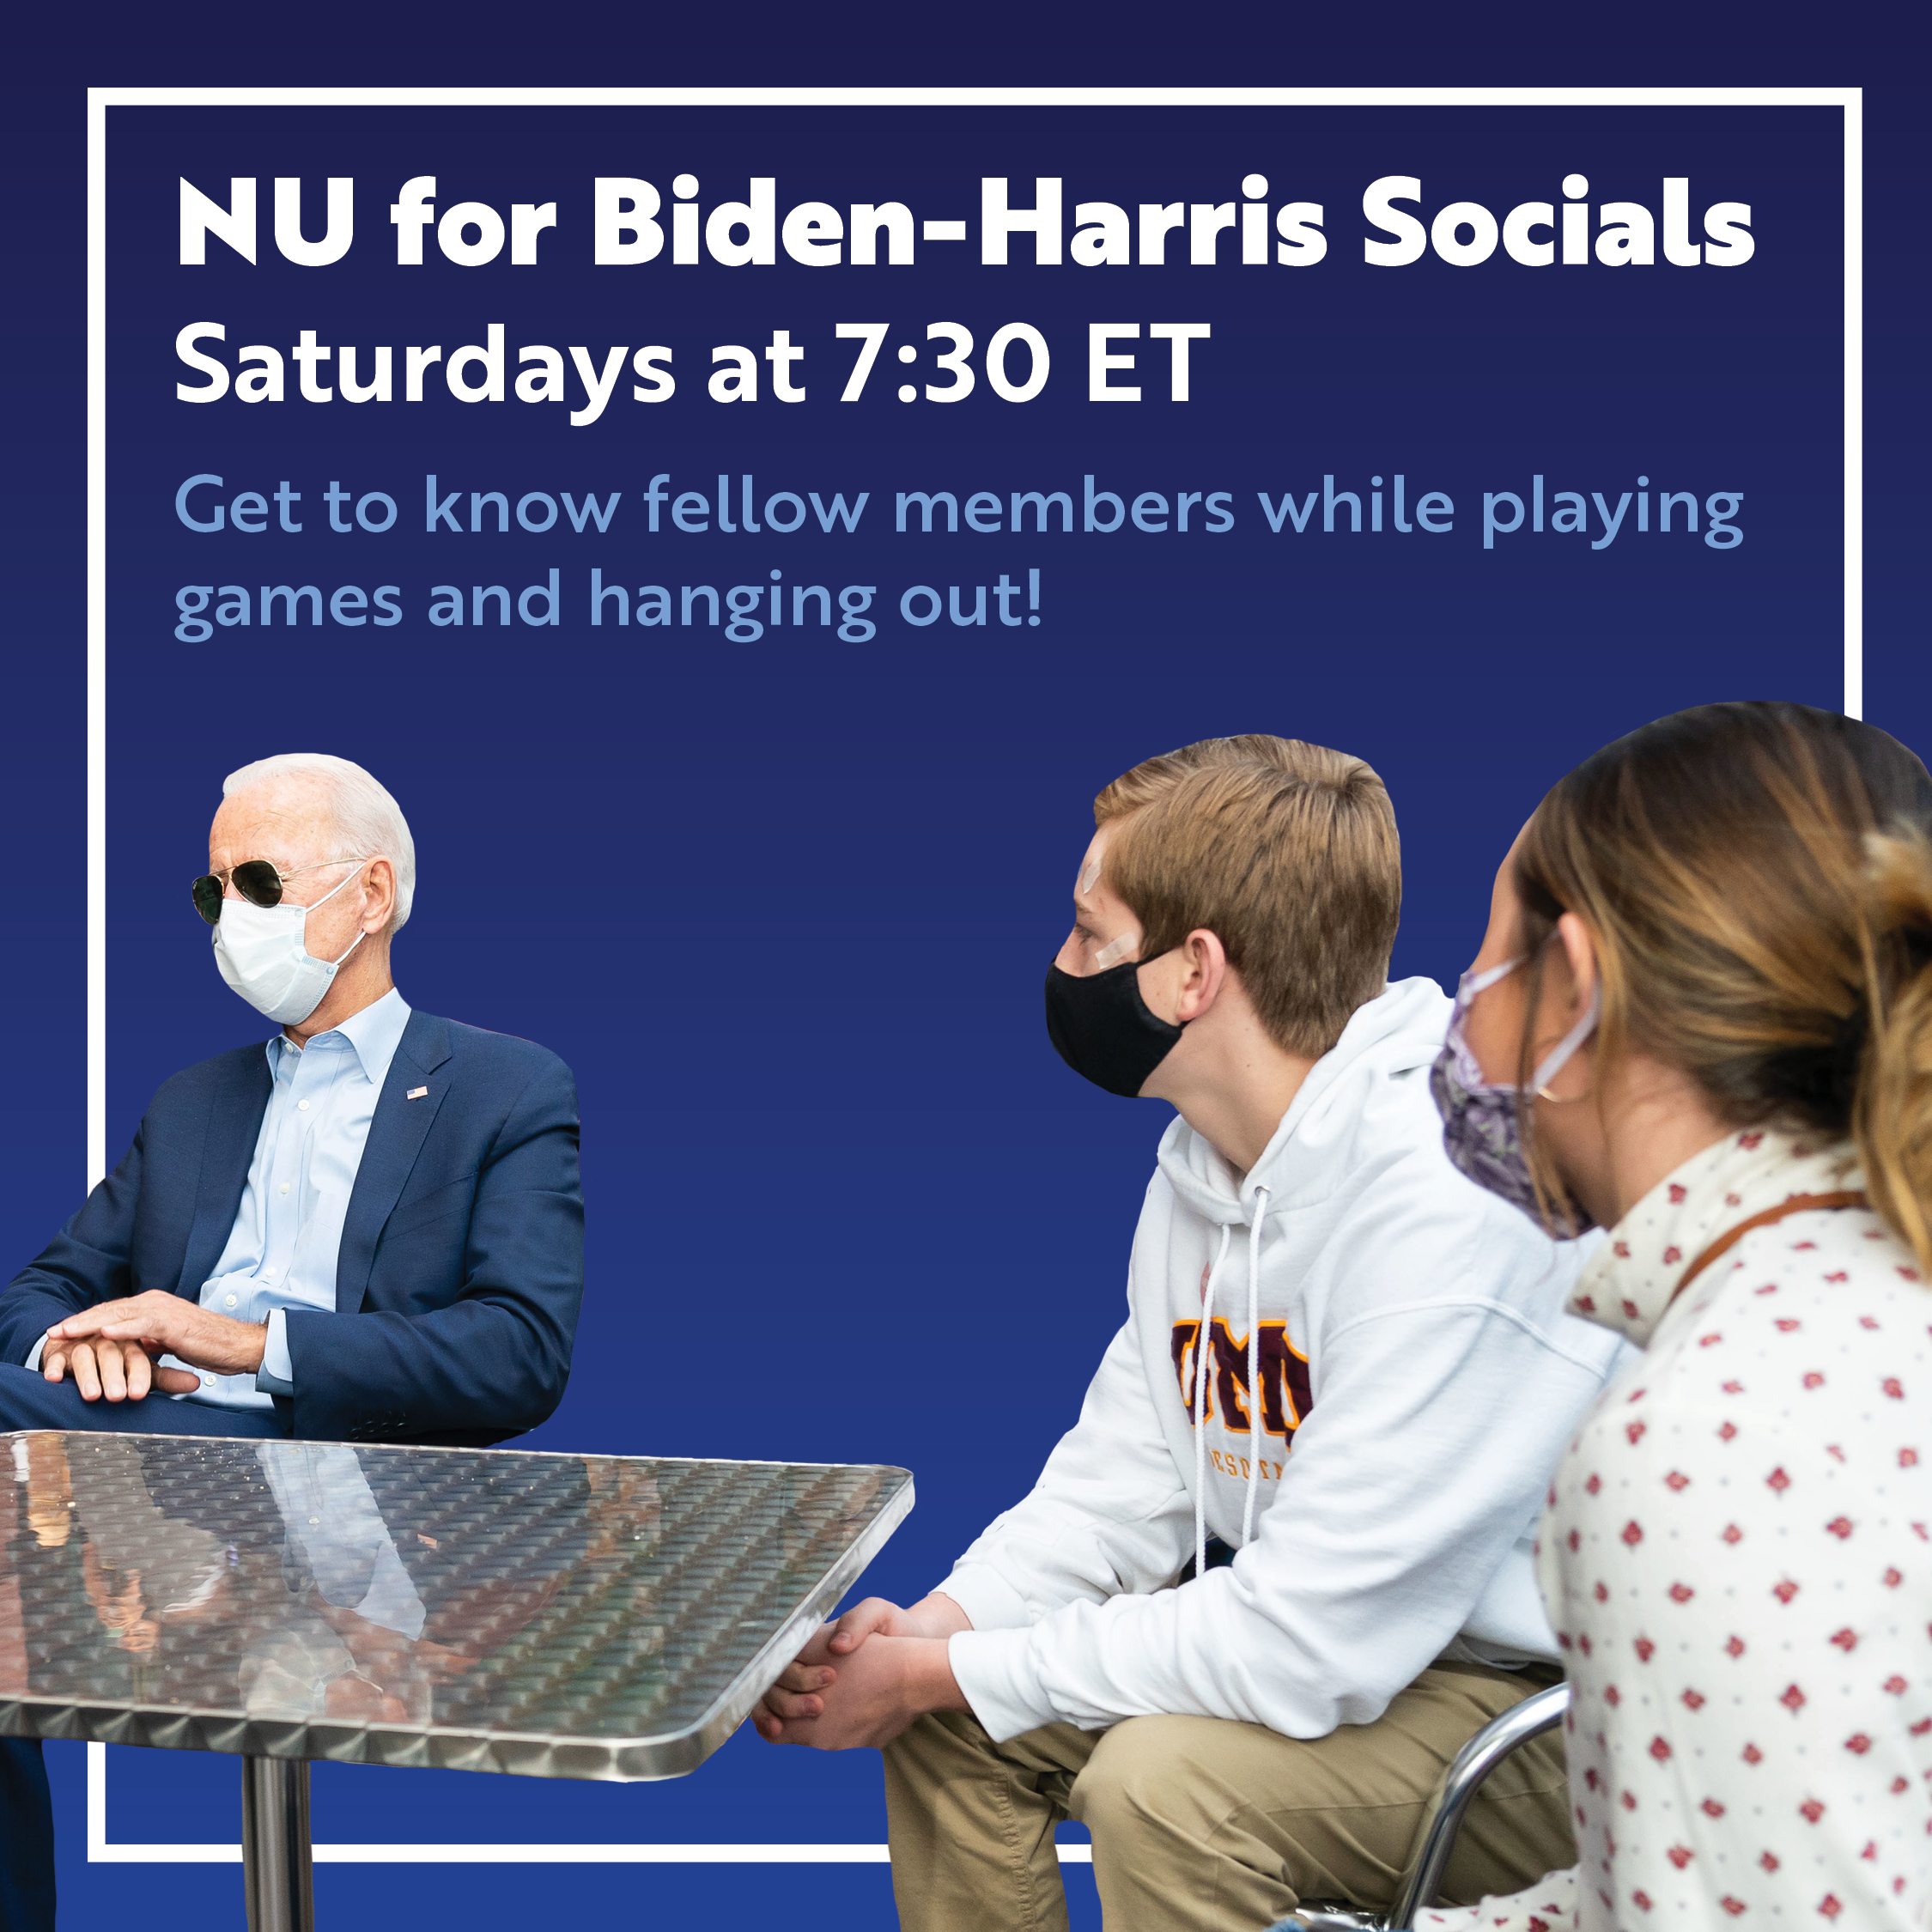 NU for Biden-Harris Socials
Saturdays at 7:30 ET
Get to know fellow members while playing
games and hanging out!
UMN